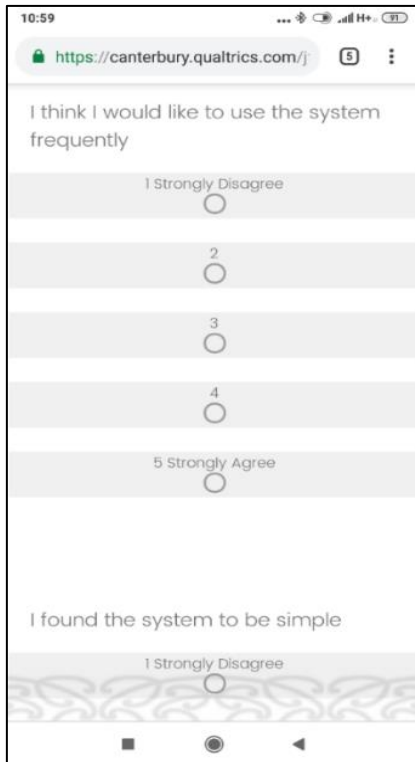 10:59
H+
91
https://canterbury.qualtrics.com/j
5
I think I would like to use the system
frequently
1 Strongly Disagree
2
3
4
5 Strongly Agree
I found the system to be simple
1 Strongly Disagree